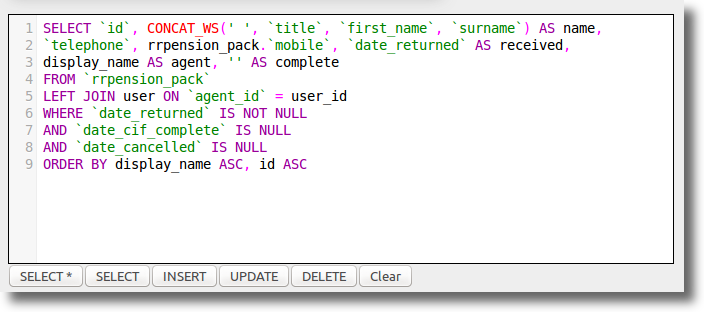 1 SELECT `id`, CONCAT_WS(' ', `title`, `first_name`, `surname`) AS name,
2 `telephone`, rrpension_pack.`mobile`, `date_returned` AS received,
3 display_name AS agent, '' AS complete
4 FROM `rrpension_pack`
5 LEFT JOIN user ON `agent_id` = user_id
6 WHERE `date_returned` IS NOT NULL
7 AND `date_cif_complete` IS NULL
8 AND `date_cancelled` IS NULL
9 ORDER BY display_name ASC, id ASC
SELECT * SELECT INSERT UPDATE DELETE Clear